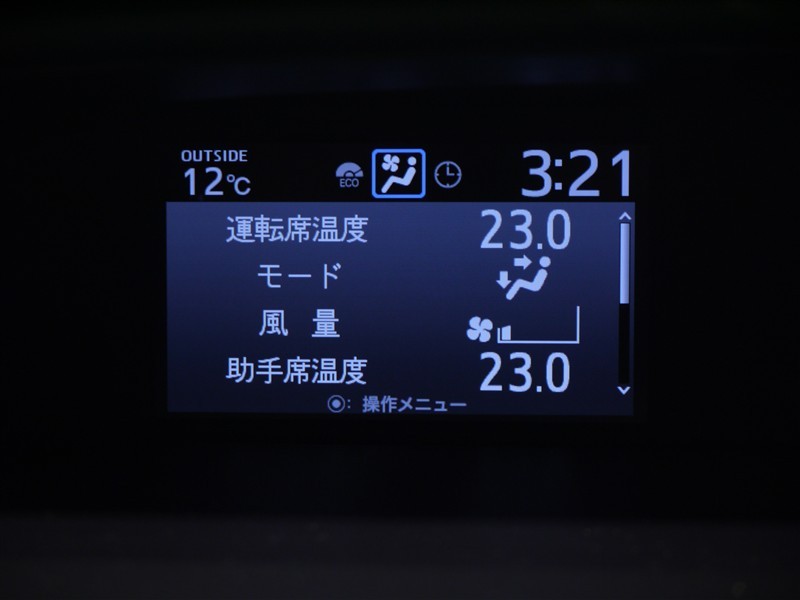 OUTSIDE
12℃
ECO
3:21
運転席温度 23.0
モード
風 量
助手席温度 23.0
◉: 操作メニュー